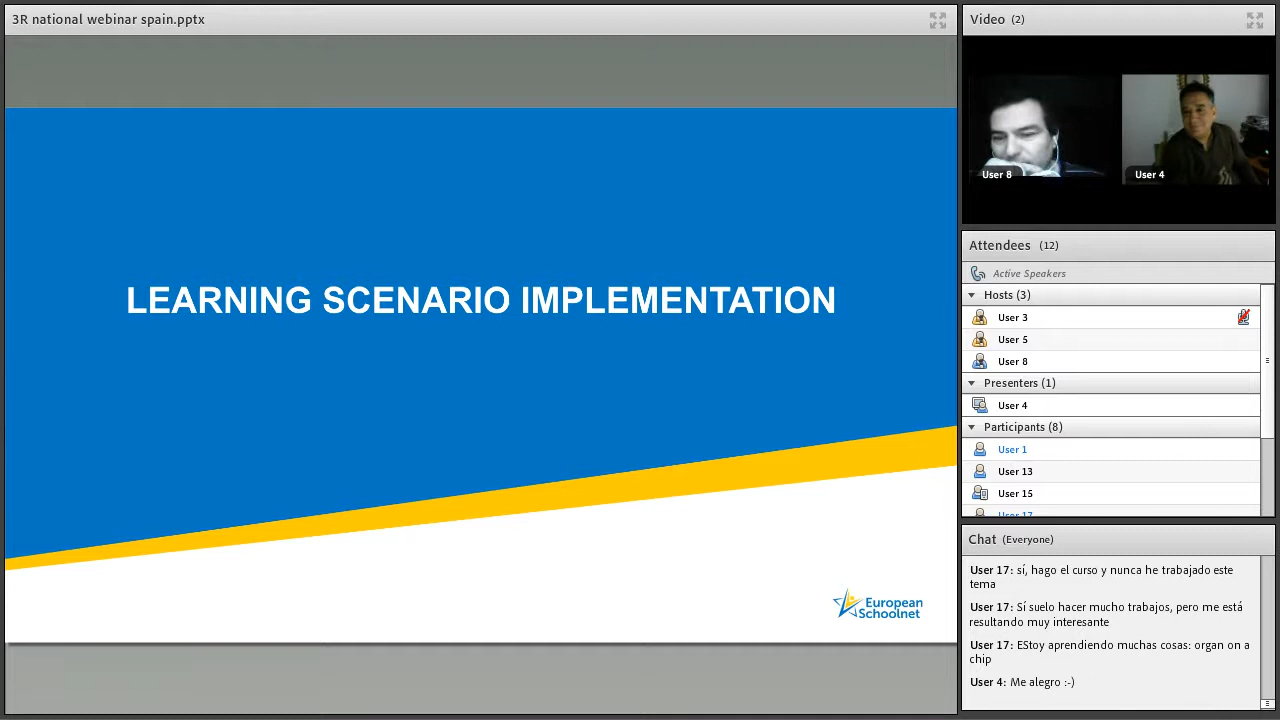 3R national webinar spain.pptx
LEARNING SCENARIO IMPLEMENTATION
European
Schoolnet
Video (2)
User 8
User 4
Attendees (12)
Active Speakers
Hosts (3)
User 3
User 5
User 8
Presenters (1)
User 4
Participants (8)
User 1
User 13
User 15
User 17
Chat (Everyone)
User 17: sí, hago el curso y nunca he trabajado este
tema
User 17: Sí suelo hacer mucho trabajos, pero me está
resultando muy interesante
User 17: EStoy aprendiendo muchas cosas: organ on a
chip
User 4: Me alegro :-)